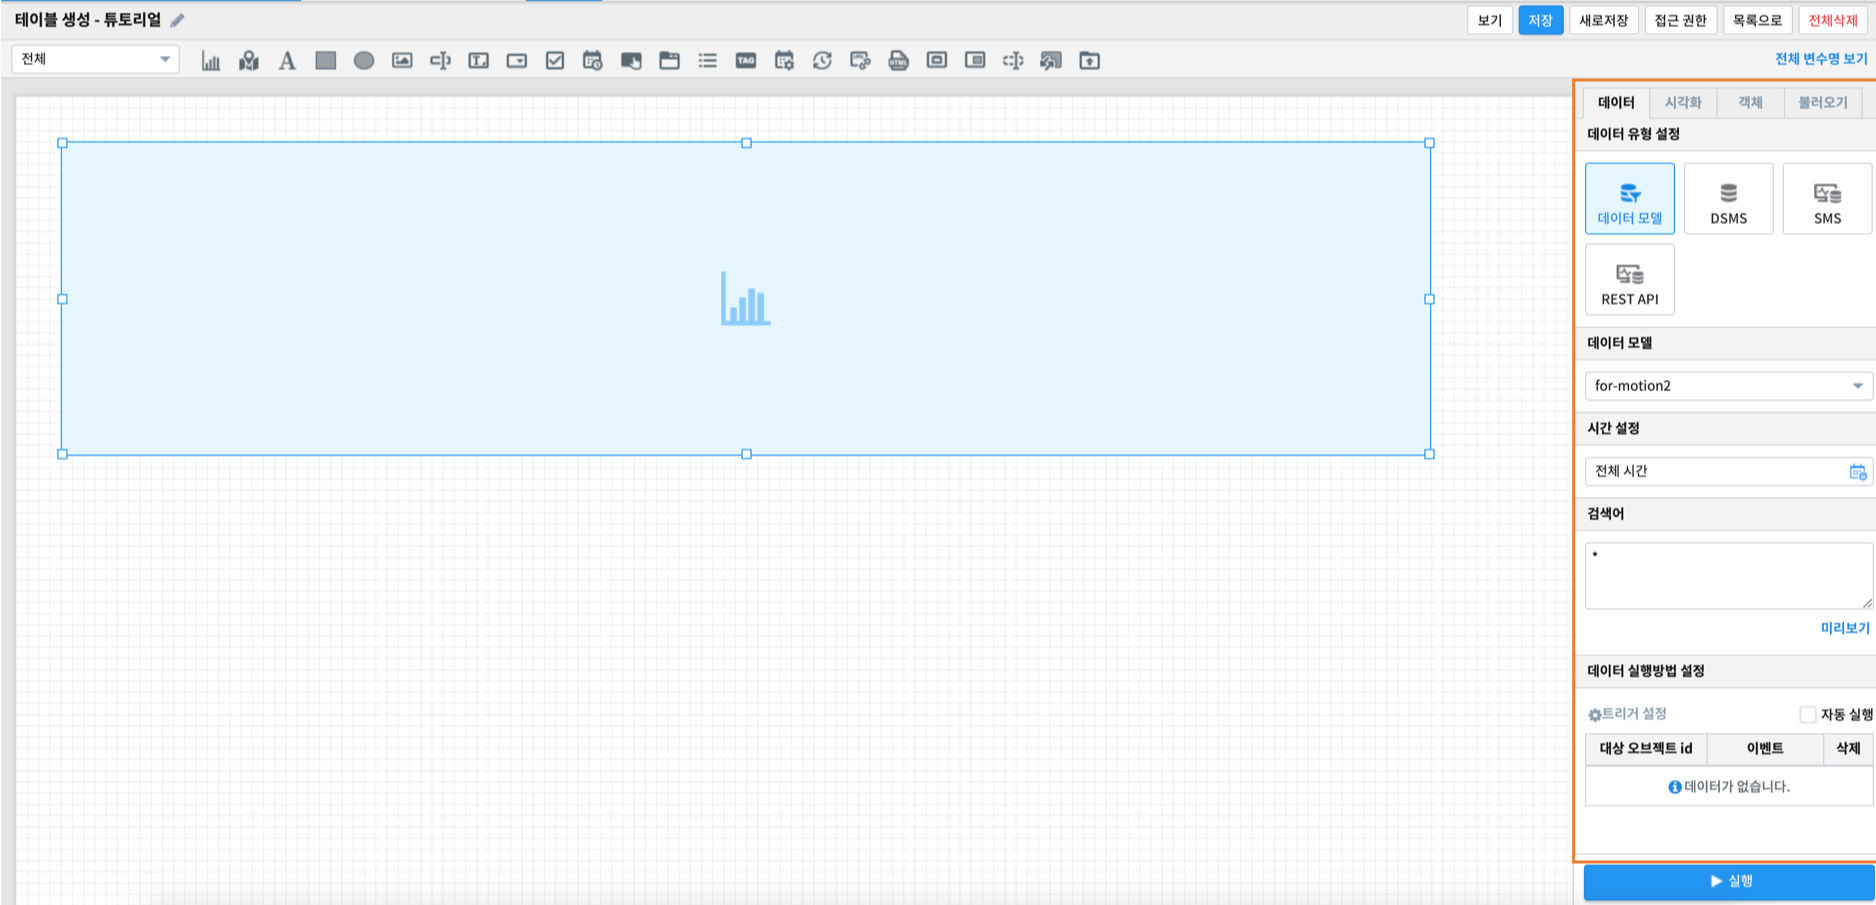 테이블 생성 - 튜토리얼
보기
저장
새로저장
접근 권한
목록으로
전체삭제
전체
A
T
TAG
HTML
전체 변수명 보기
데이터
시각화
객체
불러오기
데이터 유형 설정
데이터 모델
DSMS
SMS
REST API
데이터 모델
for-motion2
시간 설정
전체 시간
검색어
*
미리보기
데이터 실행방법 설정
트리거 설정
자동 실행
대상 오브젝트 id
이벤트
삭제
데이터가 없습니다.
실행